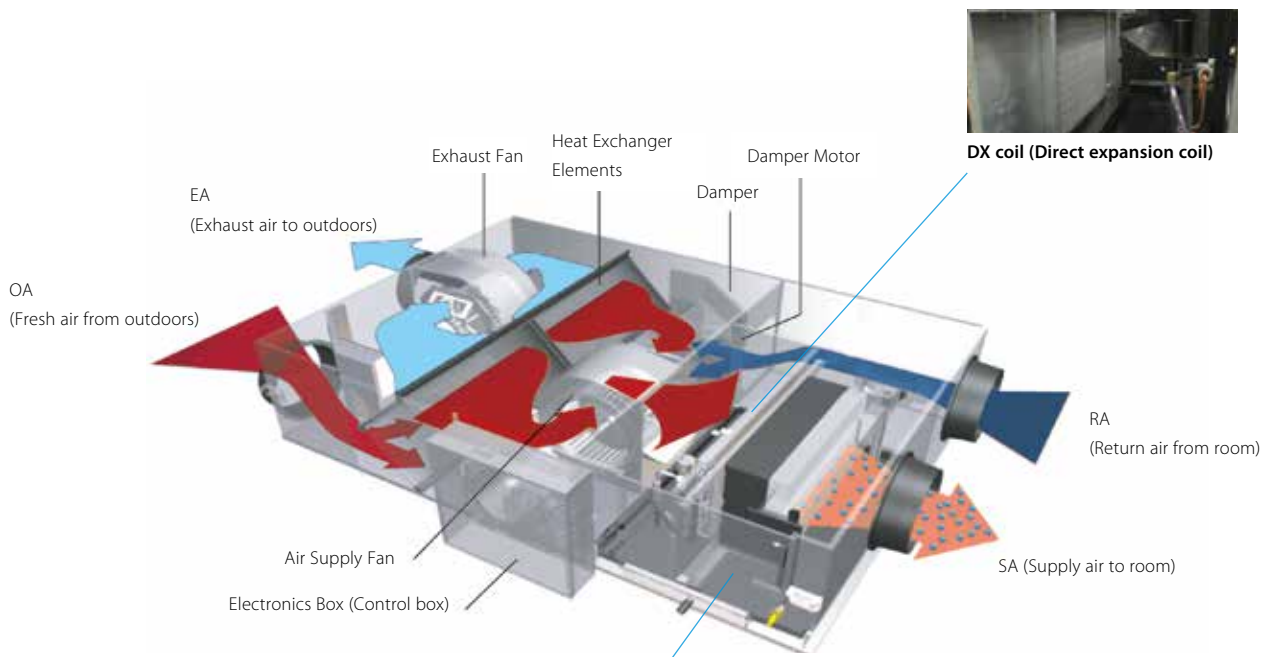 DX coil (Direct expansion coil)
Exhaust Fan
Heat Exchanger
Elements
Damper Motor
Damper
EA
(Exhaust air to outdoors)
OA
(Fresh air from outdoors)
RA
(Return air from room)
SA (Supply air to room)
Air Supply Fan
Electronics Box (Control box)